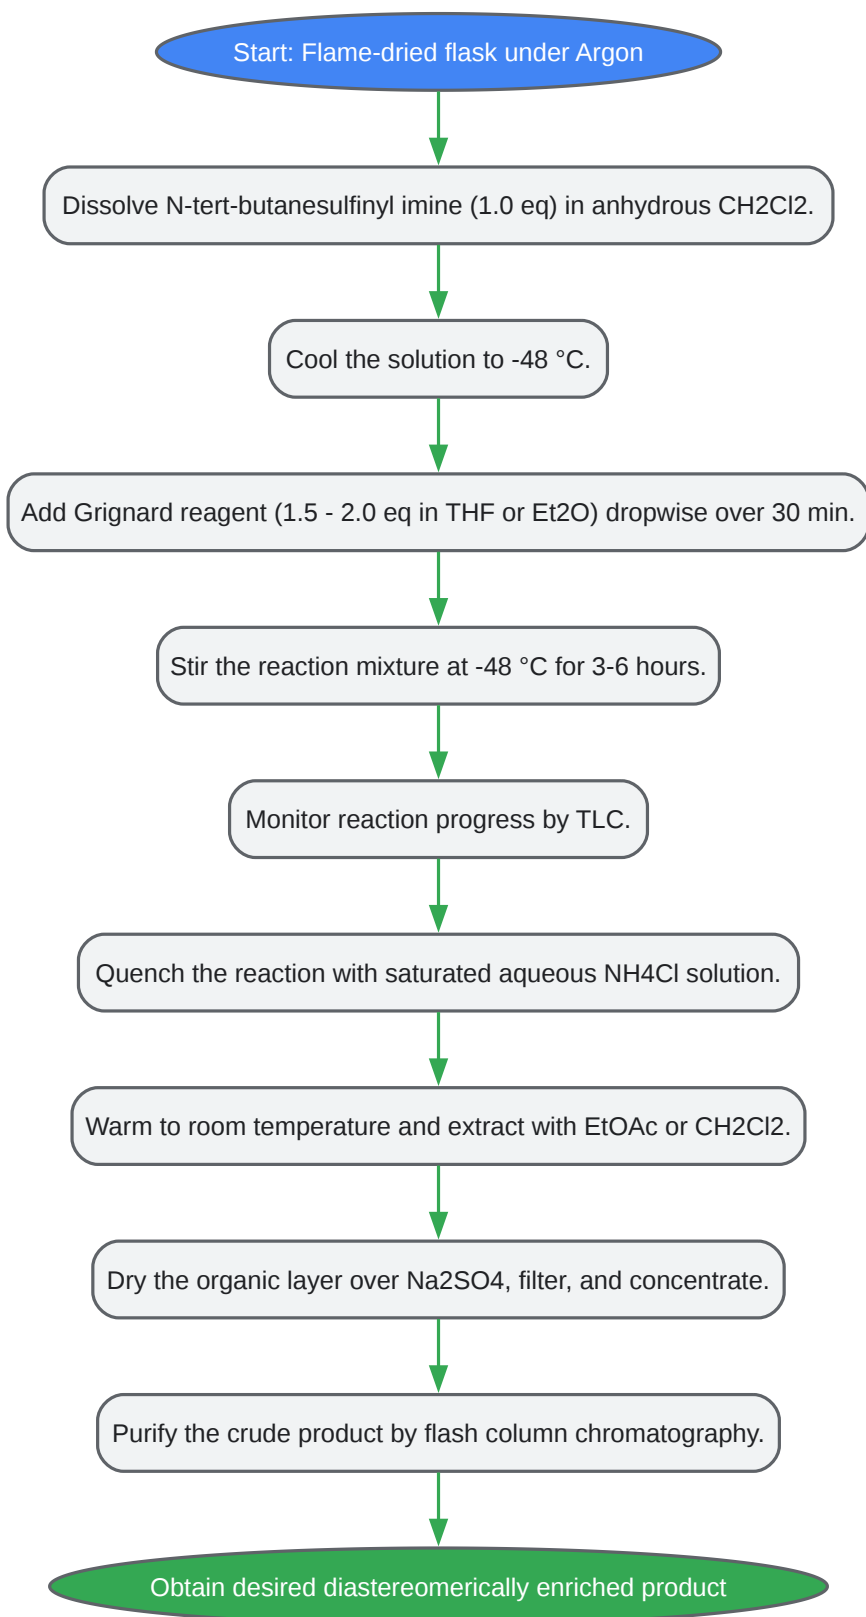 Start: Flame-dried flask under Argon
Dissolve N-tert-butanesulfinyl imine (1.0 eq) in anhydrous CH2Cl2.
Cool the solution to -48 °C.
Add Grignard reagent (1.5 - 2.0 eq in THF or Et2O) dropwise over 30 min.
Stir the reaction mixture at -48 °C for 3-6 hours.
Monitor reaction progress by TLC.
Quench the reaction with saturated aqueous NH4Cl solution.
Warm to room temperature and extract with EtOAc or CH2Cl2.
Dry the organic layer over Na2SO4, filter, and concentrate.
Purify the crude product by flash column chromatography.
Obtain desired diastereomerically enriched product